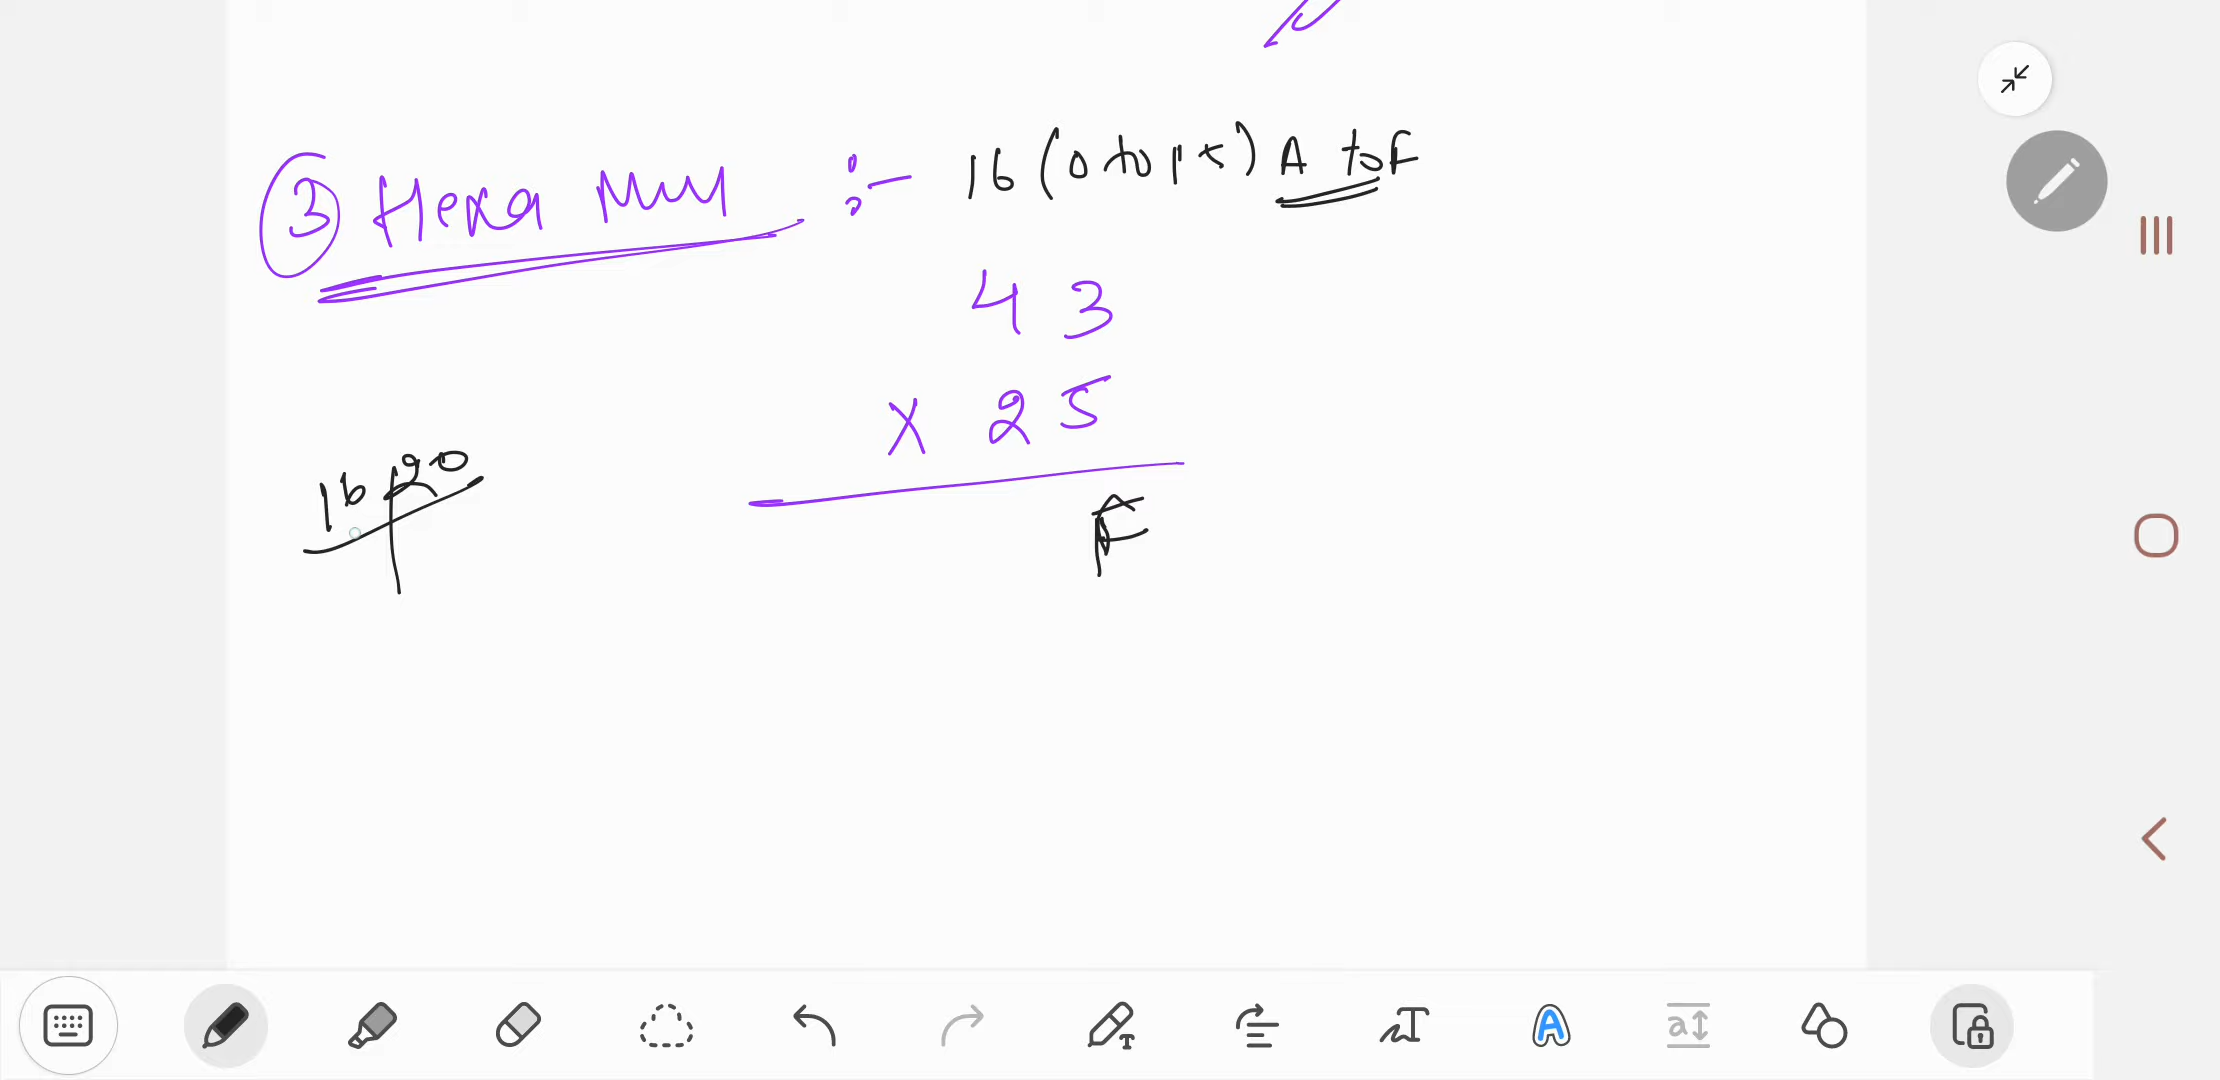 ③ Hexa Mul :- 16 (0 to 15) A to F
4 3
x 2 5
16 20
F